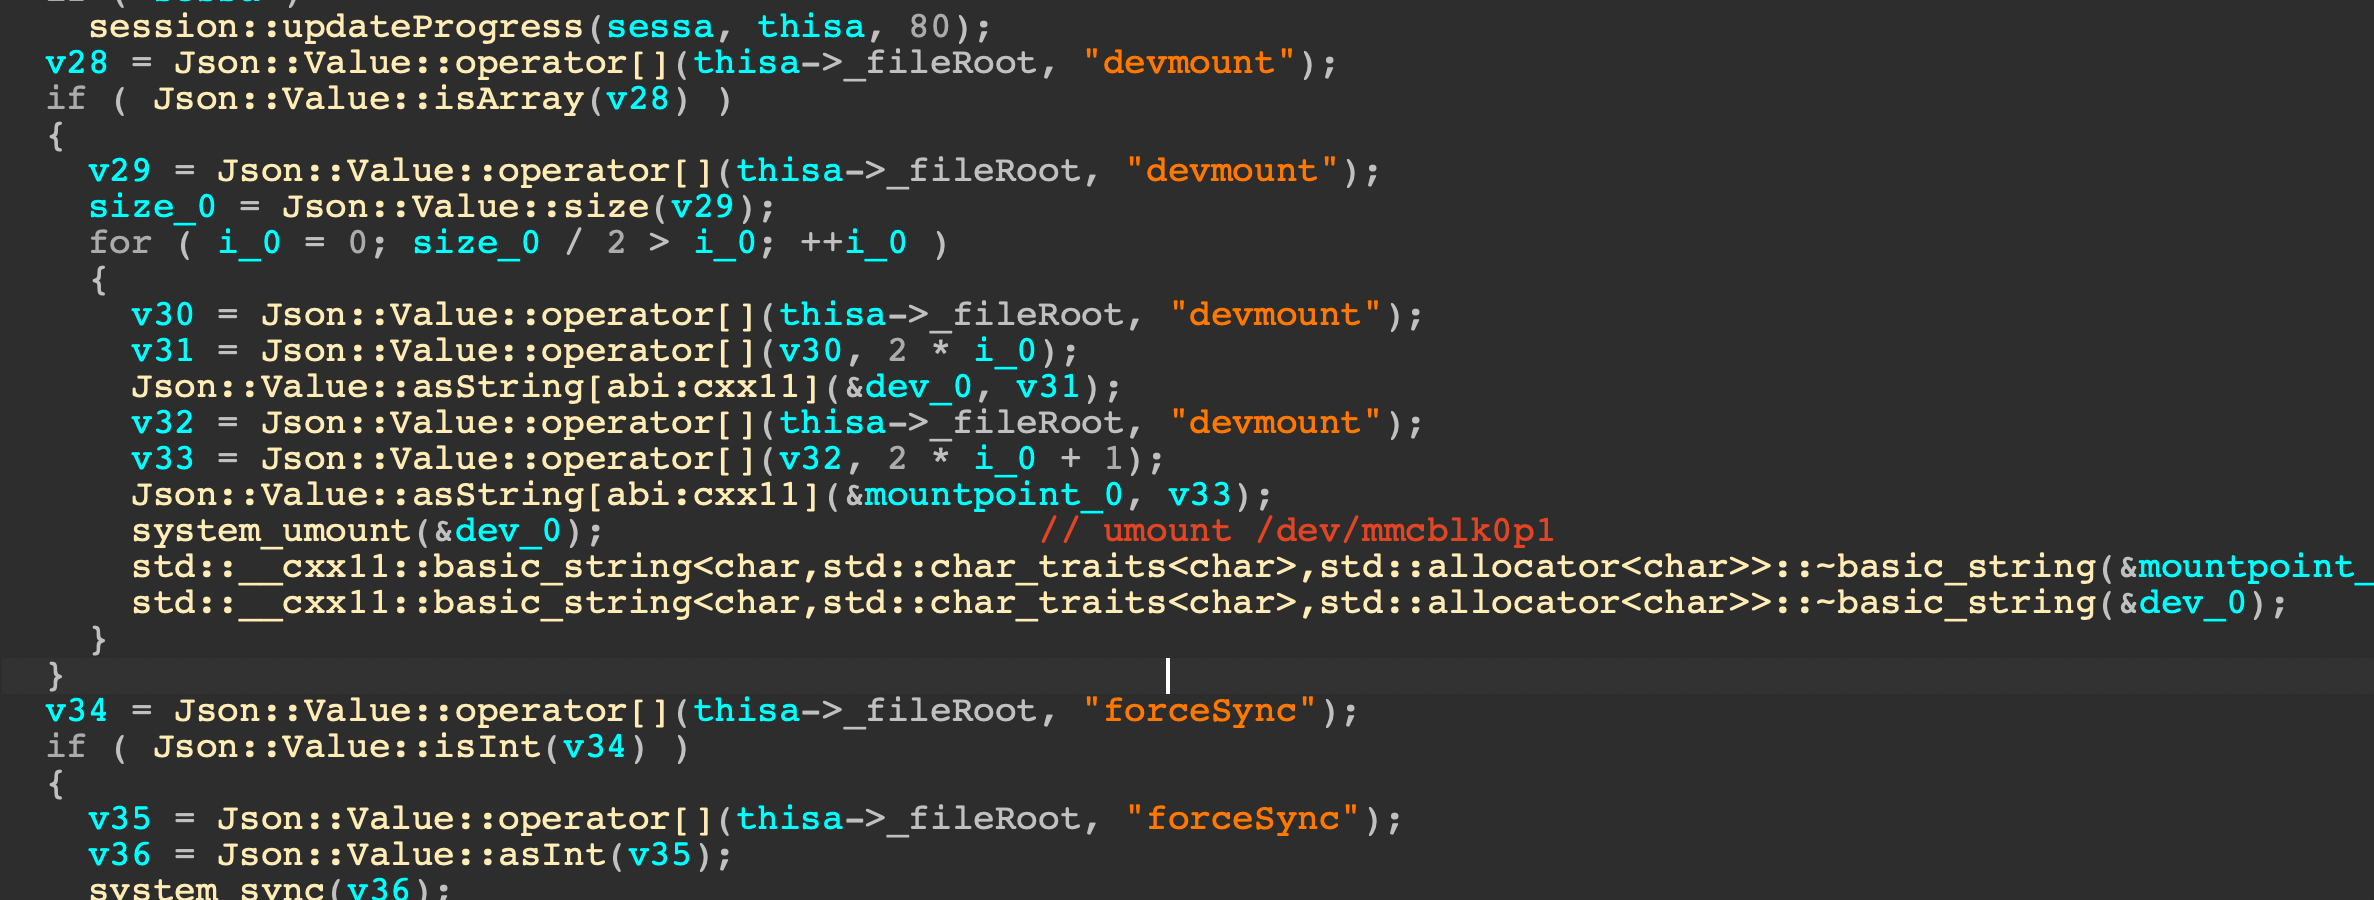 session::updateProgress(sessa, thisa, 80);
v28 = Json::Value::operator[](thisa->_fileRoot, "devmount");
if ( Json::Value::isArray(v28) )
{
v29 = Json::Value::operator[](thisa->_fileRoot, "devmount");
size_0 = Json::Value::size(v29);
for ( i_0 = 0; size_0 / 2 > i_0; ++i_0 )
{
v30 = Json::Value::operator[](thisa->_fileRoot, "devmount");
v31 = Json::Value::operator[](v30, 2 * i_0);
Json::Value::asString[abi:cxx11](&dev_0, v31);
v32 = Json::Value::operator[](thisa->_fileRoot, "devmount");
v33 = Json::Value::operator[](v32, 2 * i_0 + 1);
Json::Value::asString[abi:cxx11](&mountpoint_0, v33);
system_umount(&dev_0); // umount /dev/mmcblk0p1
std::__cxx11::basic_string<char,std::char_traits<char>,std::allocator<char>>::~basic_string(&mountpoint_
std::__cxx11::basic_string<char,std::char_traits<char>,std::allocator<char>>::~basic_string(&dev_0);
}
}
v34 = Json::Value::operator[](thisa->_fileRoot, "forceSync");
if ( Json::Value::isInt(v34) )
{
v35 = Json::Value::operator[](thisa->_fileRoot, "forceSync");
v36 = Json::Value::asInt(v35);
system_sync(v36);